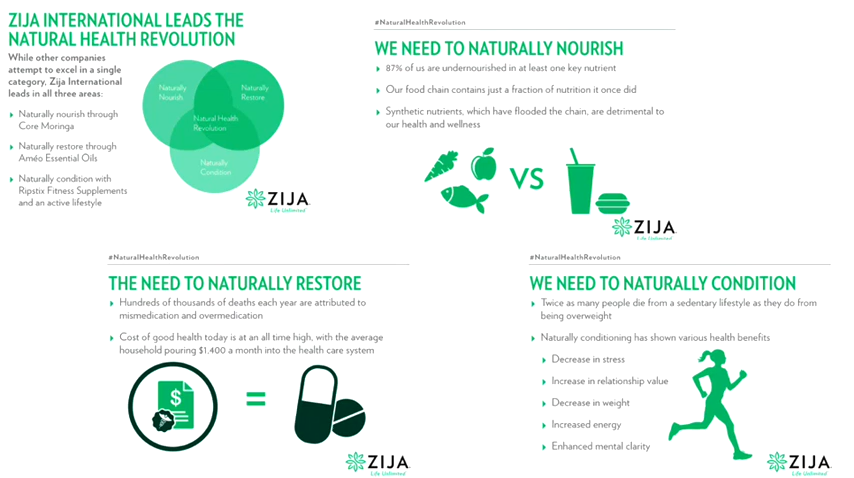 ZIJA INTERNATIONAL LEADS THE
NATURAL HEALTH REVOLUTION
While other companies
attempt to excel in a single
category, Zija International
leads in all three areas:
Naturally nourish through
Core Moringa
Naturally restore through
Améo Essential Oils
Naturally condition with
Ripstix Fitness Supplements
and an active lifestyle
Naturally
Nourish
Naturally
Restore
Natural Health
Revolution
Naturally
Condition
ZIJA
Life Unlimited
#NaturalHealthRevolution
WE NEED TO NATURALLY NOURISH
87% of us are undernourished in at least one key nutrient
Our food chain contains just a fraction of nutrition it once did
Synthetic nutrients, which have flooded the chain, are detrimental to
our health and wellness
VS
ZIJA
Life Unlimited
#NaturalHealthRevolution
THE NEED TO NATURALLY RESTORE
Hundreds of thousands of deaths each year are attributed to
mismedication and overmedication
Cost of good health today is at an all time high, with the average
household pouring $1,400 a month into the health care system
$
=
ZIJA
Life Unlimited
#NaturalHealthRevolution
WE NEED TO NATURALLY CONDITION
Twice as many people die from a sedentary lifestyle as they do from
being overweight
Naturally conditioning has shown various health benefits
Decrease in stress
Increase in relationship value
Decrease in weight
Increased energy
Enhanced mental clarity
ZIJA
Life Unlimited